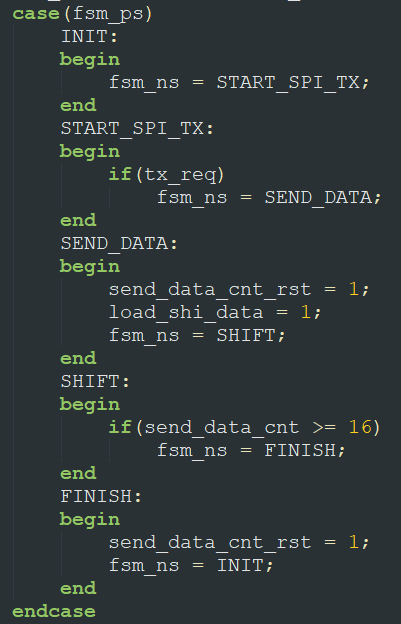 case(fsm_ps)
    INIT:
    begin
        fsm_ns = START_SPI_TX;
    end
    START_SPI_TX:
    begin
        if(tx_req)
            fsm_ns = SEND_DATA;
    end
    SEND_DATA:
    begin
        send_data_cnt_rst = 1;
        load_shi_data = 1;
        fsm_ns = SHIFT;
    end
    SHIFT:
    begin
        if(send_data_cnt >= 16)
            fsm_ns = FINISH;
    end
    FINISH:
    begin
        send_data_cnt_rst = 1;
        fsm_ns = INIT;
    end
endcase